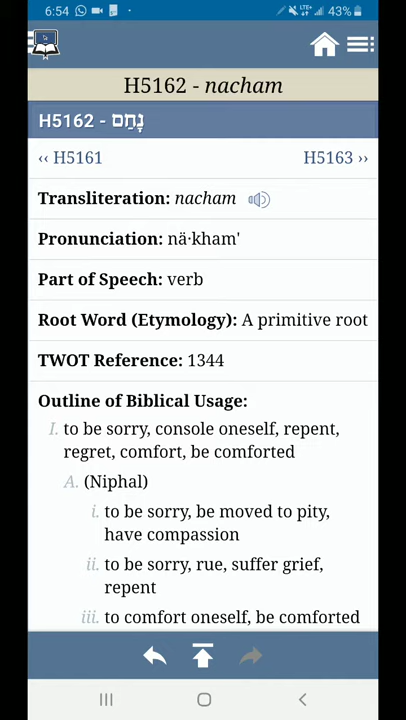 6:54 LTE+ 43%
H5162 - nacham
H5162 - נָחַם
‹‹ H5161 H5163 ››
Transliteration: nacham
Pronunciation: nä·kham'
Part of Speech: verb
Root Word (Etymology): A primitive root
TWOT Reference: 1344
Outline of Biblical Usage:
I. to be sorry, console oneself, repent,
regret, comfort, be comforted
A. (Niphal)
i. to be sorry, be moved to pity,
have compassion
ii. to be sorry, rue, suffer grief,
repent
iii. to comfort oneself, be comforted